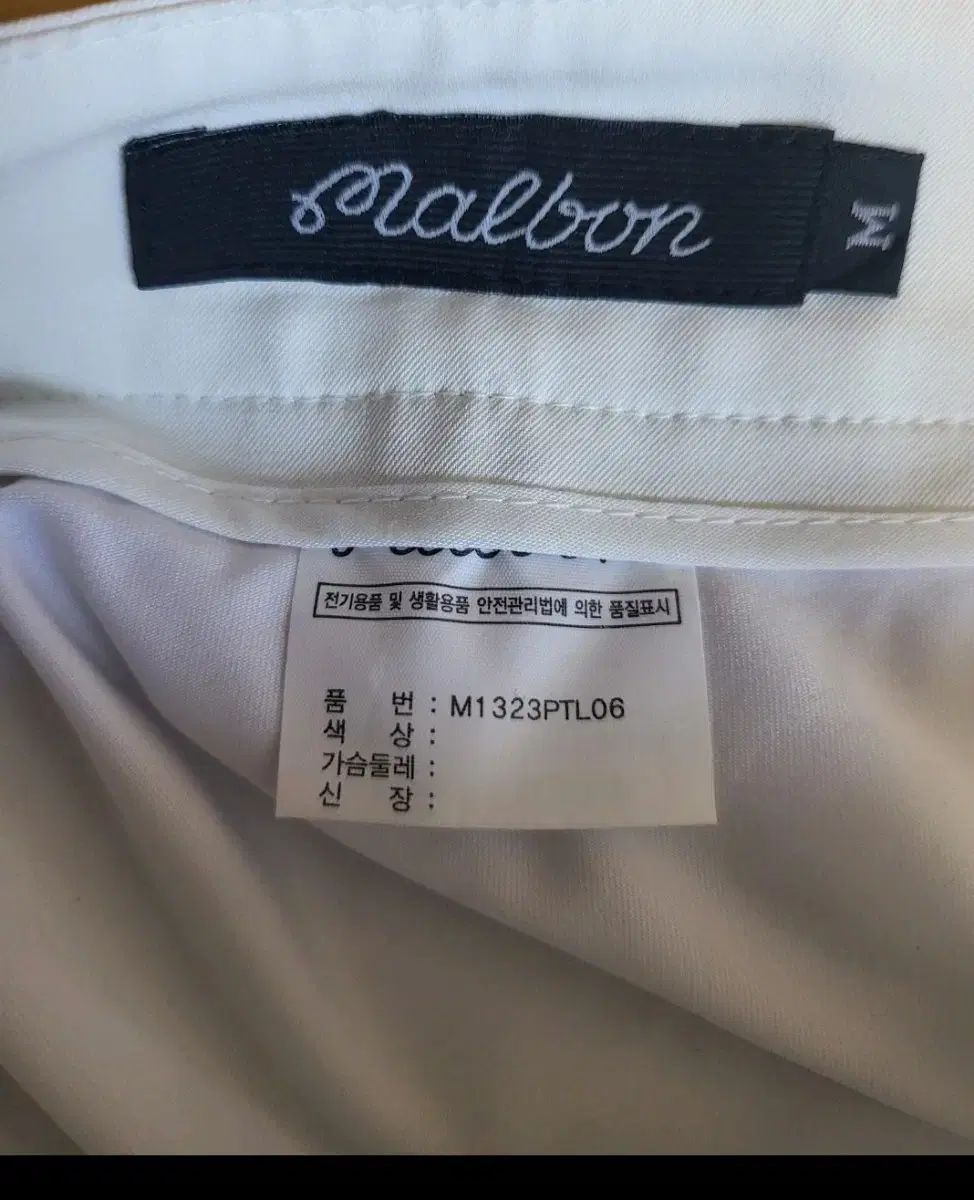 malbon
M
전기용품 및 생활용품 안전관리법에 의한 품질표시
품 번 : M1323PTL06
색 상 :
가슴둘레 :
신 장 :